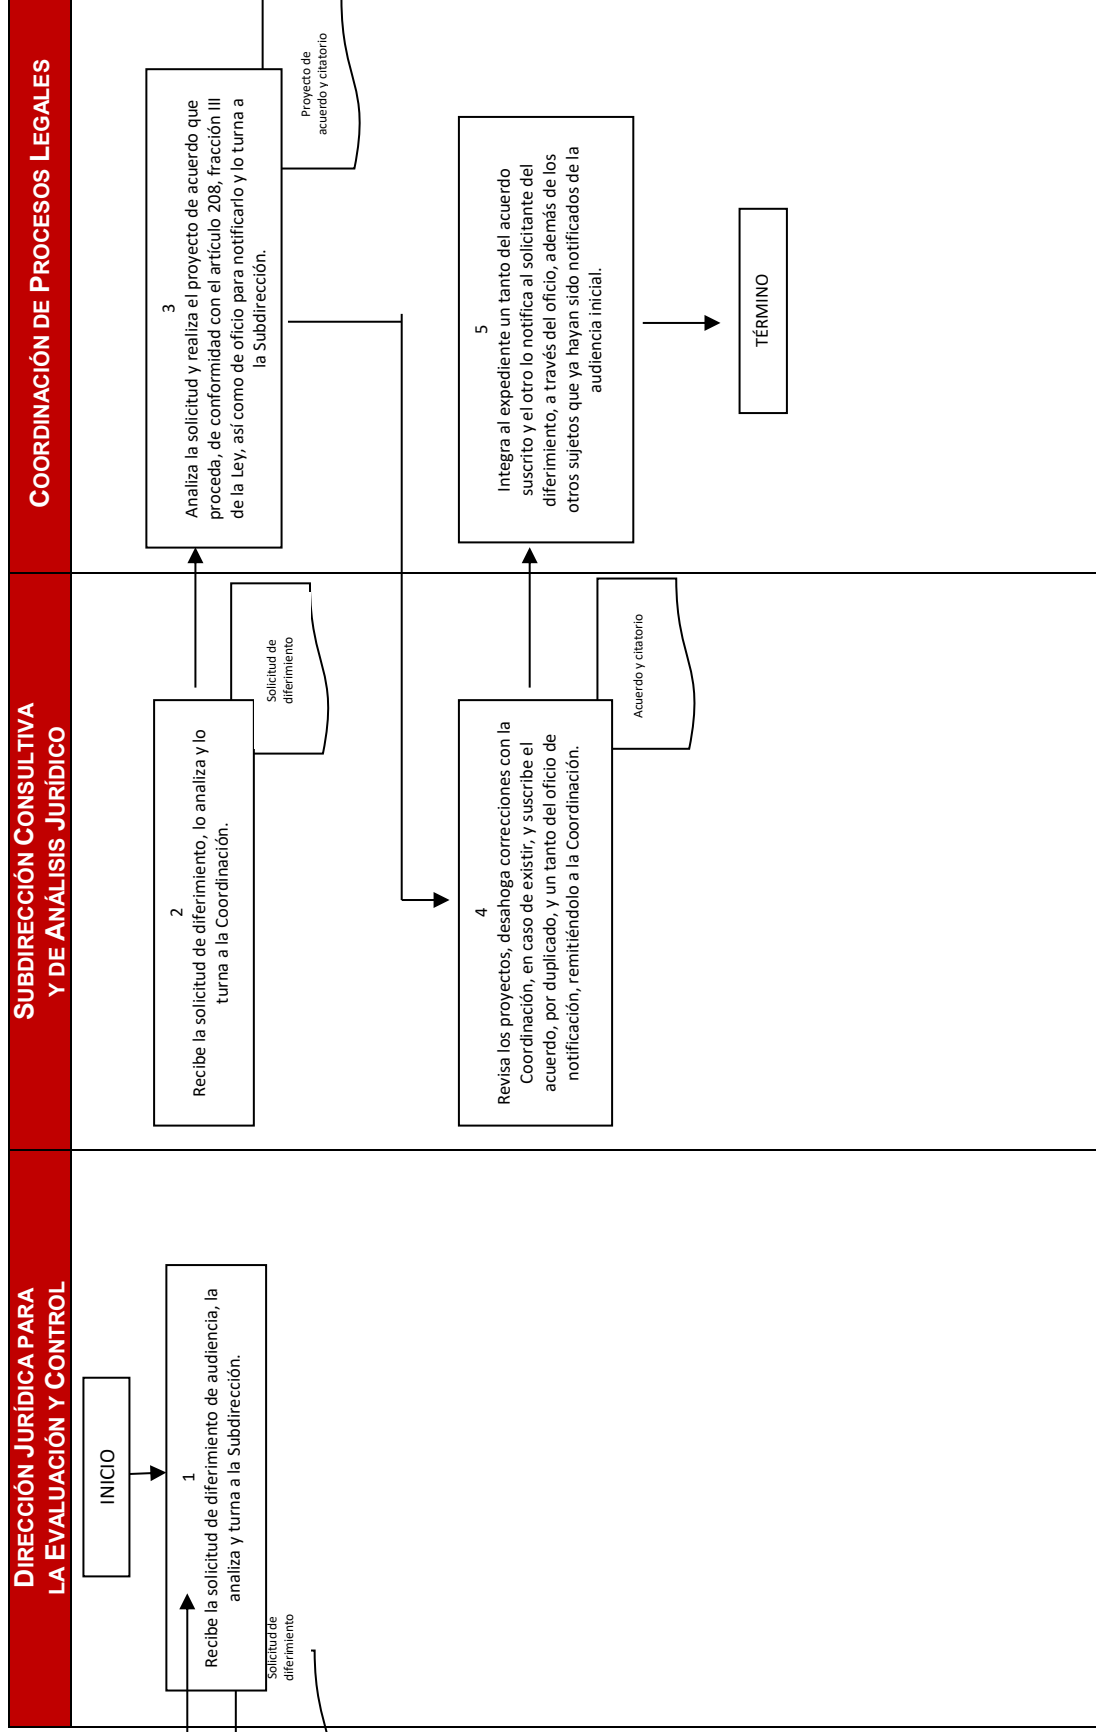 DIRECCIÓN JURÍDICA PARA
LA EVALUACIÓN Y CONTROL
SUBDIRECCIÓN CONSULTIVA
Y DE ANÁLISIS JURÍDICO
COORDINACIÓN DE PROCESOS LEGALES
INICIO
1
Recibe la solicitud de diferimiento de audiencia, la
analiza y turna a la Subdirección.
Solicitud de
diferimiento
2
Recibe la solicitud de diferimiento, lo analiza y lo
turna a la Coordinación.
Solicitud de
diferimiento
3
Analiza la solicitud y realiza el proyecto de acuerdo que
proceda, de conformidad con el artículo 208, fracción III
de la Ley, así como de oficio para notificarlo y lo turna a
la Subdirección.
Proyecto de
acuerdo y citatorio
4
Revisa los proyectos, desahoga correcciones con la
Coordinación, en caso de existir, y suscribe el
acuerdo, por duplicado, y un tanto del oficio de
notificación, remitiéndolo a la Coordinación.
Acuerdo y citatorio
5
Integra al expediente un tanto del acuerdo
suscrito y el otro lo notifica al solicitante del
diferimiento, a través del oficio, además de los
otros sujetos que ya hayan sido notificados de la
audiencia inicial.
TÉRMINO